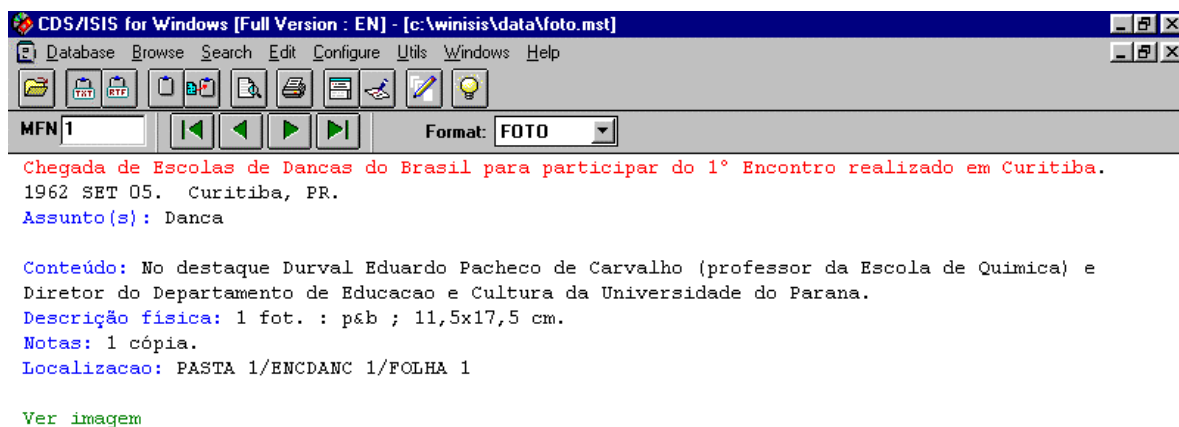 CDS/ISIS for Windows [Full Version : EN] - [c:\winisis\data\foto.mst]
Database Browse Search Edit Configure Utils Windows Help
TXT RTF
MFN 1 Format: FOTO
Chegada de Escolas de Dancas do Brasil para participar do 1º Encontro realizado em Curitiba.
1962 SET 05. Curitiba, PR.
Assunto(s): Danca
Conteúdo: No destaque Durval Eduardo Pacheco de Carvalho (professor da Escola de Quimica) e
Diretor do Departamento de Educacao e Cultura da Universidade do Parana.
Descrição física: 1 fot. : p&b ; 11,5x17,5 cm.
Notas: 1 cópia.
Localizacao: PASTA 1/ENCDANC 1/FOLHA 1
Ver imagem